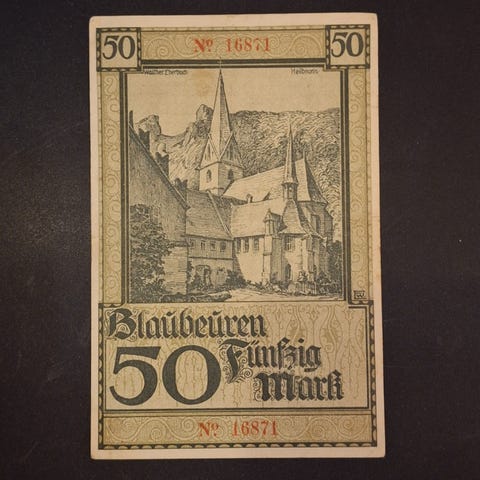 50 Nº 16871 50
Walther Eberbach Heilbronn
Blaubeuren
50 Fünfzig
Mark
Nº 16871